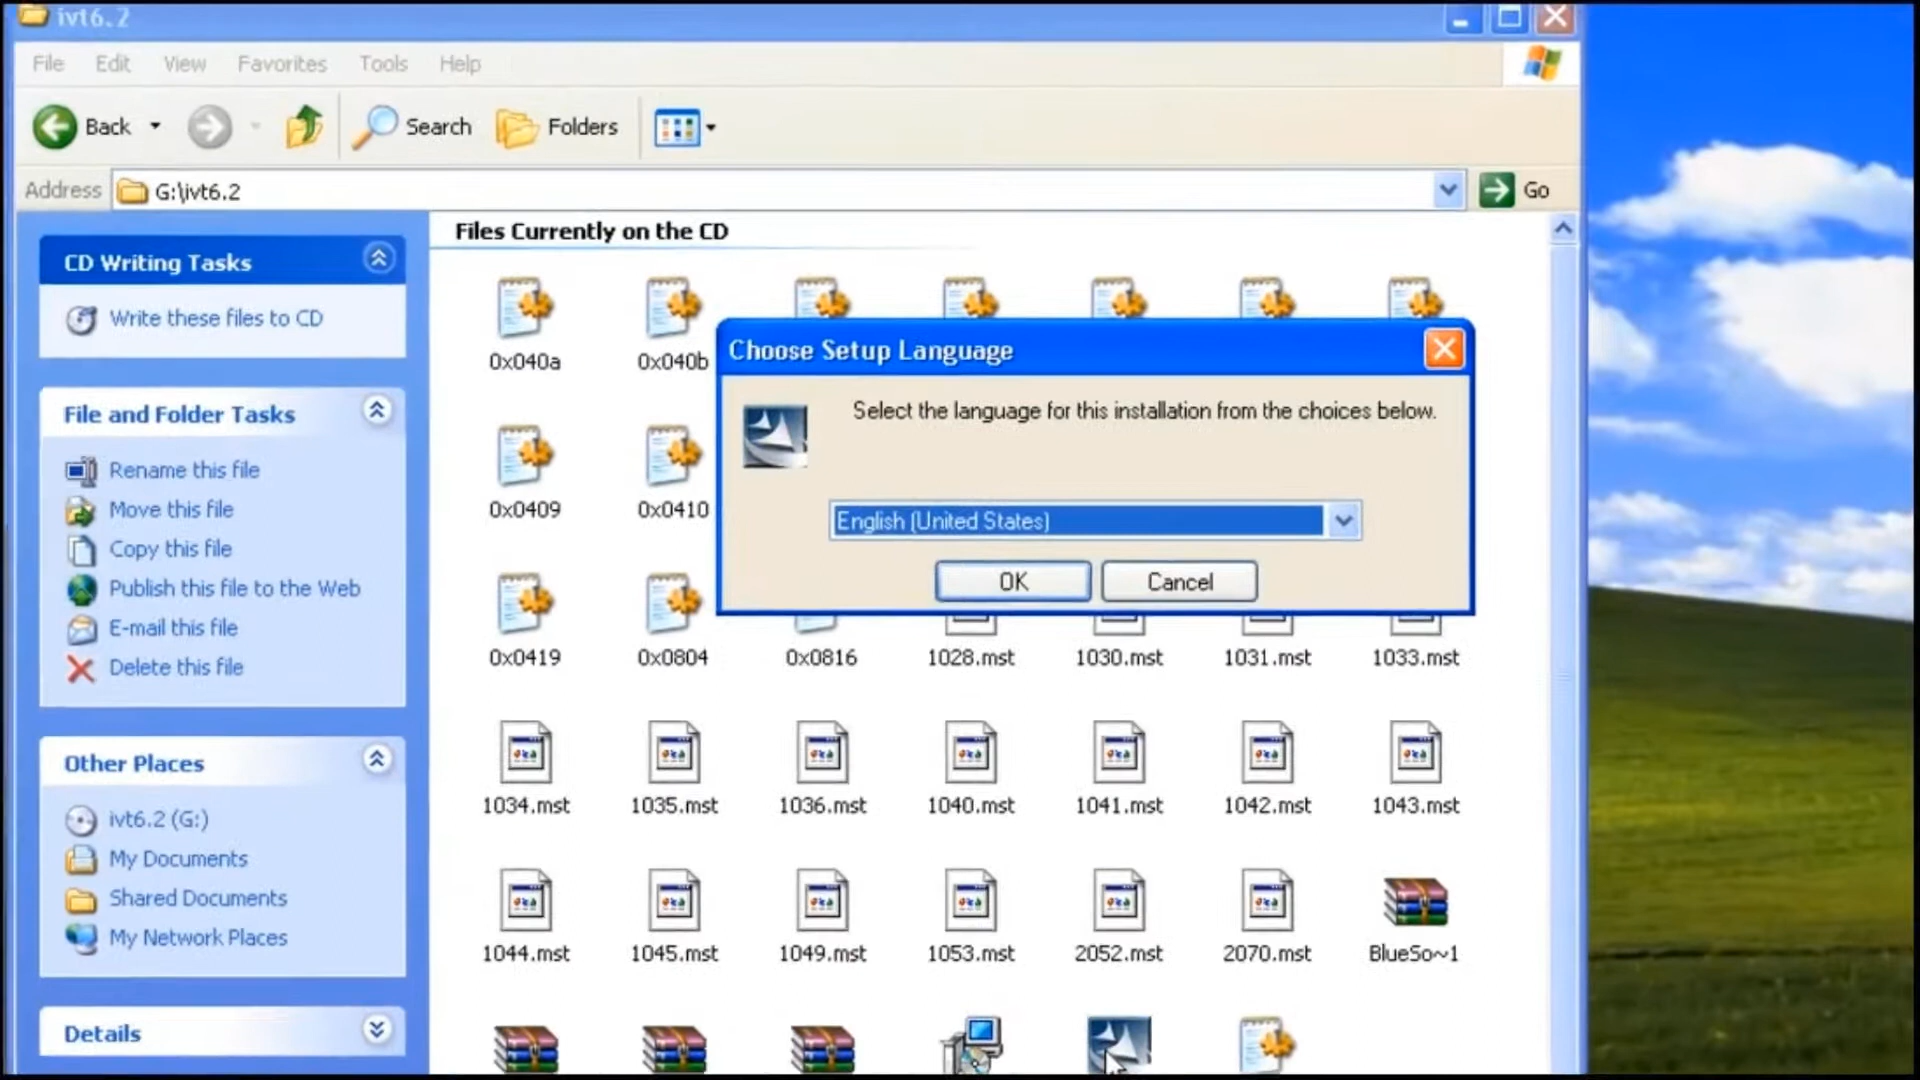 ivt6.2
File Edit View Favorites Tools Help
Back Search Folders
Address G:\ivt6.2 Go
CD Writing Tasks
Write these files to CD
File and Folder Tasks
Rename this file
Move this file
Copy this file
Publish this file to the Web
E-mail this file
Delete this file
Other Places
ivt6.2 (G:)
My Documents
Shared Documents
My Network Places
Details
Files Currently on the CD
0x040a 0x040b
0x0409 0x0410
0x0419 0x0804 0x0816 1028.mst 1030.mst 1031.mst 1033.mst
1034.mst 1035.mst 1036.mst 1040.mst 1041.mst 1042.mst 1043.mst
1044.mst 1045.mst 1049.mst 1053.mst 2052.mst 2070.mst BlueSo~1
Choose Setup Language
Select the language for this installation from the choices below.
English (United States)
OK Cancel